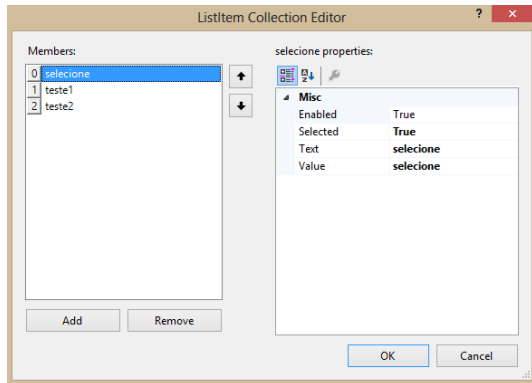 ListItem Collection Editor
?
×
Members:
0 selecione
1 teste1
2 teste2
Add
Remove
selecione properties:
Misc
Enabled True
Selected True
Text selecione
Value selecione
OK
Cancel